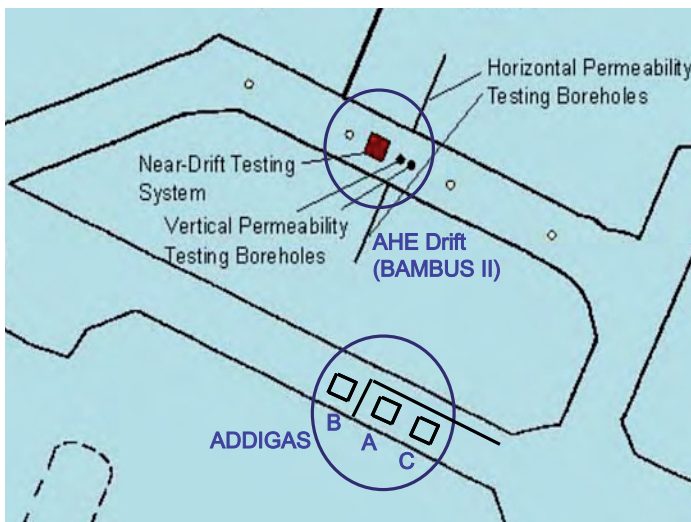 Horizontal Permeability
Testing Boreholes
Near-Drift Testing
System
Vertical Permeability
Testing Boreholes
AHE Drift
(BAMBUS II)
ADDIGAS
B
A
C